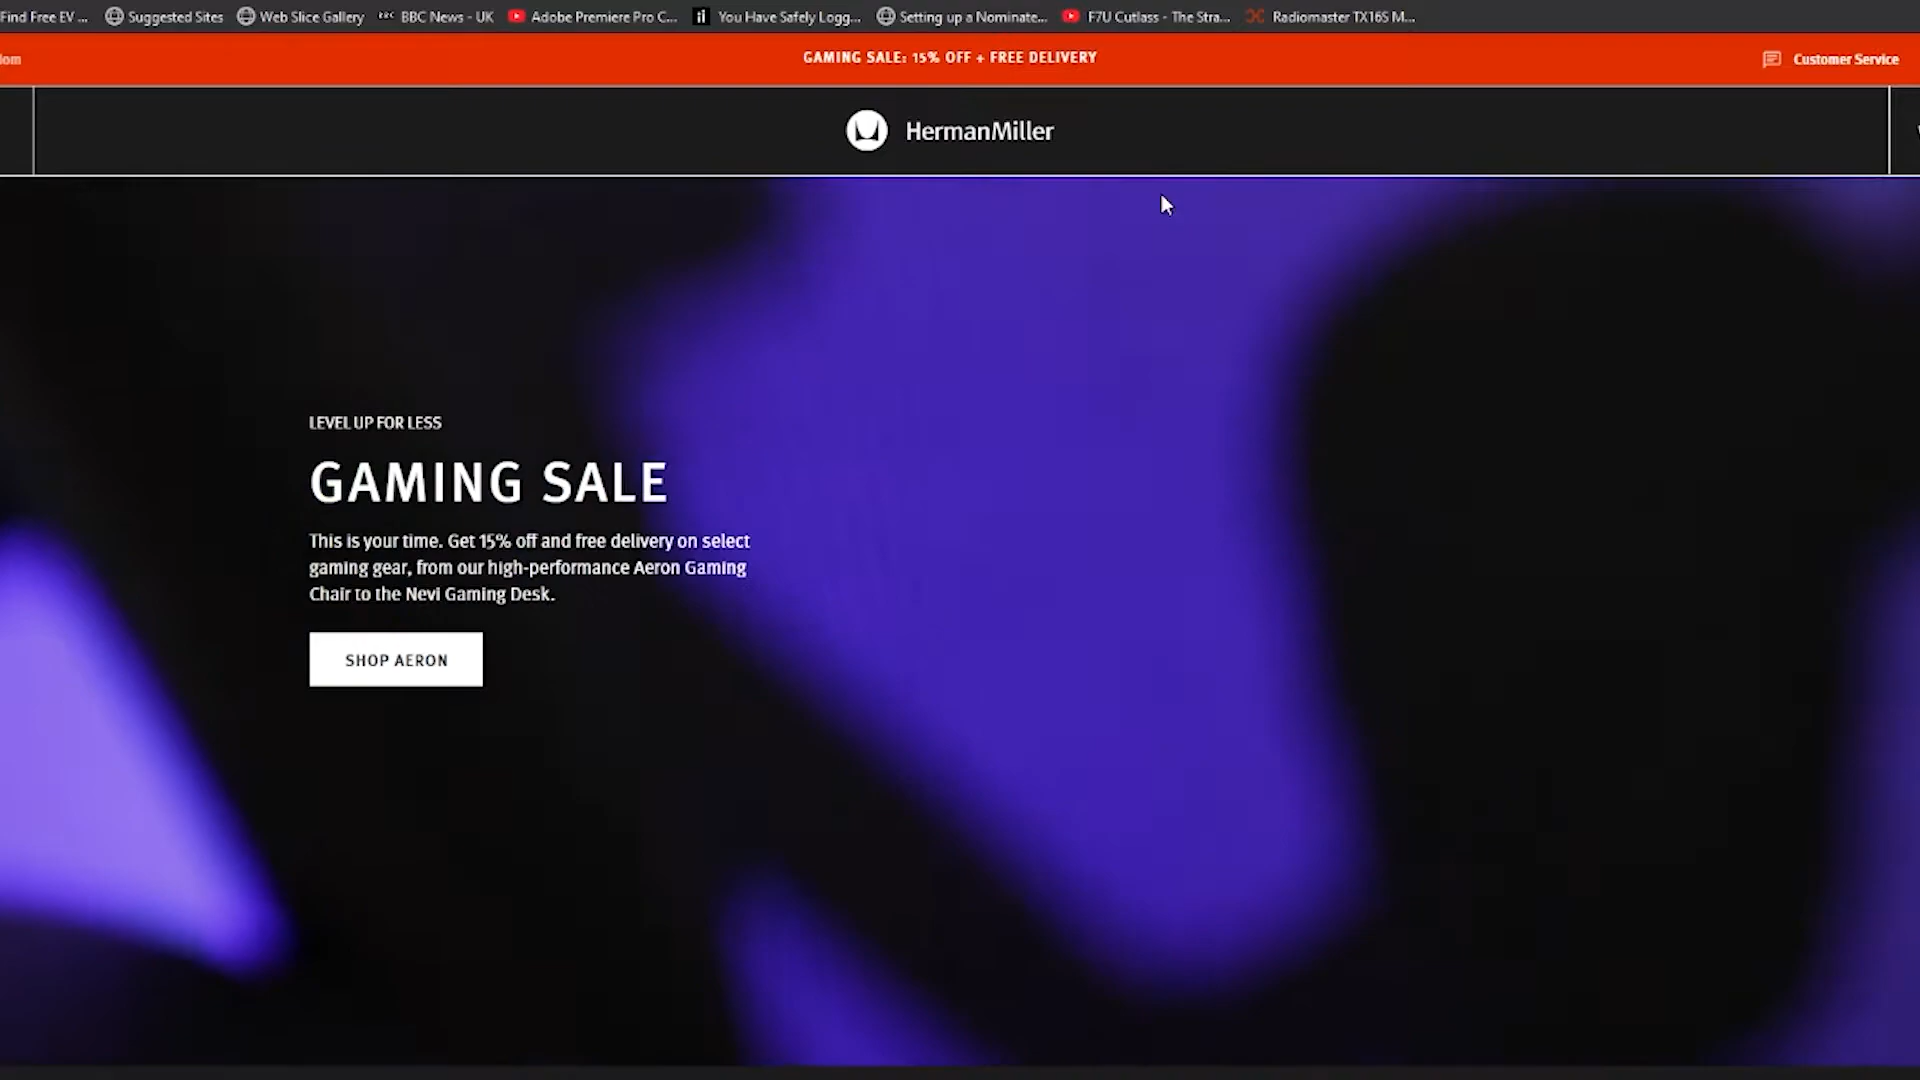 Find Free EV ... Suggested Sites Web Slice Gallery BBC BBC News - UK Adobe Premiere Pro C... ti You Have Safely Logg... Setting up a Nominate... F7U Cutlass - The Stra... Radiomaster TX16S M...
GAMING SALE: 15% OFF + FREE DELIVERY
Customer Service
HermanMiller
LEVEL UP FOR LESS
GAMING SALE
This is your time. Get 15% off and free delivery on select
gaming gear, from our high-performance Aeron Gaming
Chair to the Nevi Gaming Desk.
SHOP AERON